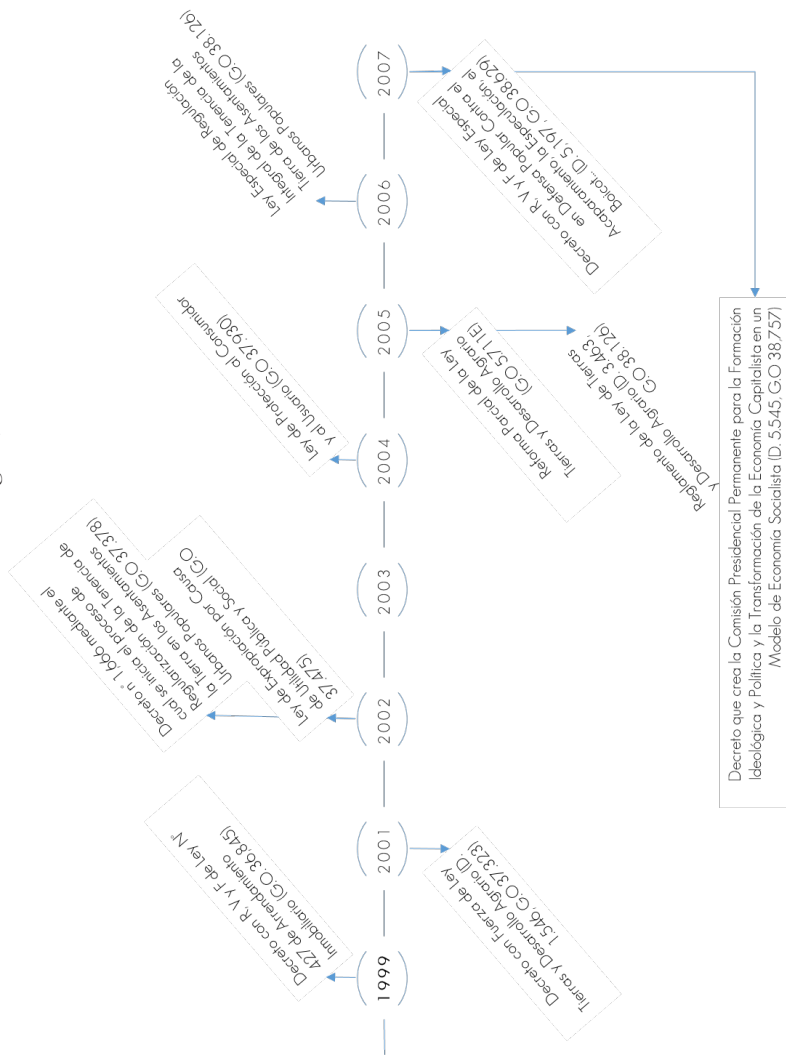 1999
Decreto con R, V y F de Ley N°
427 de Arrendamiento
Inmobiliario (G.O 36.845)
2001
Decreto con Fuerza de Ley
Tierras y Desarrollo Agrario (D.
1.546, G.O 37.323)
2002
Ley de Expropiación por Causa
de Utilidad Pública y Social (G.O
37.475)
Decreto n° 1,666 mediante el
cual se inicia el proceso de
Regularización de la Tenencia de
la Tierra en los Asentamientos
Urbanos Populares (G.O 37.378)
2003
2004
Ley de Protección al Consumidor
y al Usuario (G.O 37.930)
2005
Reforma Parcial de la Ley
Tierras y Desarrollo Agrario
(G.O 5.711E)
Reglamento de la Ley de Tierras
y Desarrollo Agrario (D. 3.463,
G.O 38.126)
2006
Ley Especial de Regulación
Integral de la Tenencia de la
Tierra de los Asentamientos
Urbanos Populares (G.O 38.126)
2007
Decreto con R, V y F de Ley Especial
en Defensa Popular Contra el
Acaparamiento, la Especulación, el
Boicot.. (D. 5,197, G.O 38.629)
Decreto que crea la Comisión Presidencial Permanente para la Formación
Ideológica y Política y la Transformación de la Economía Capitalista en un
Modelo de Economía Socialista (D. 5.545, G.O 38.757)